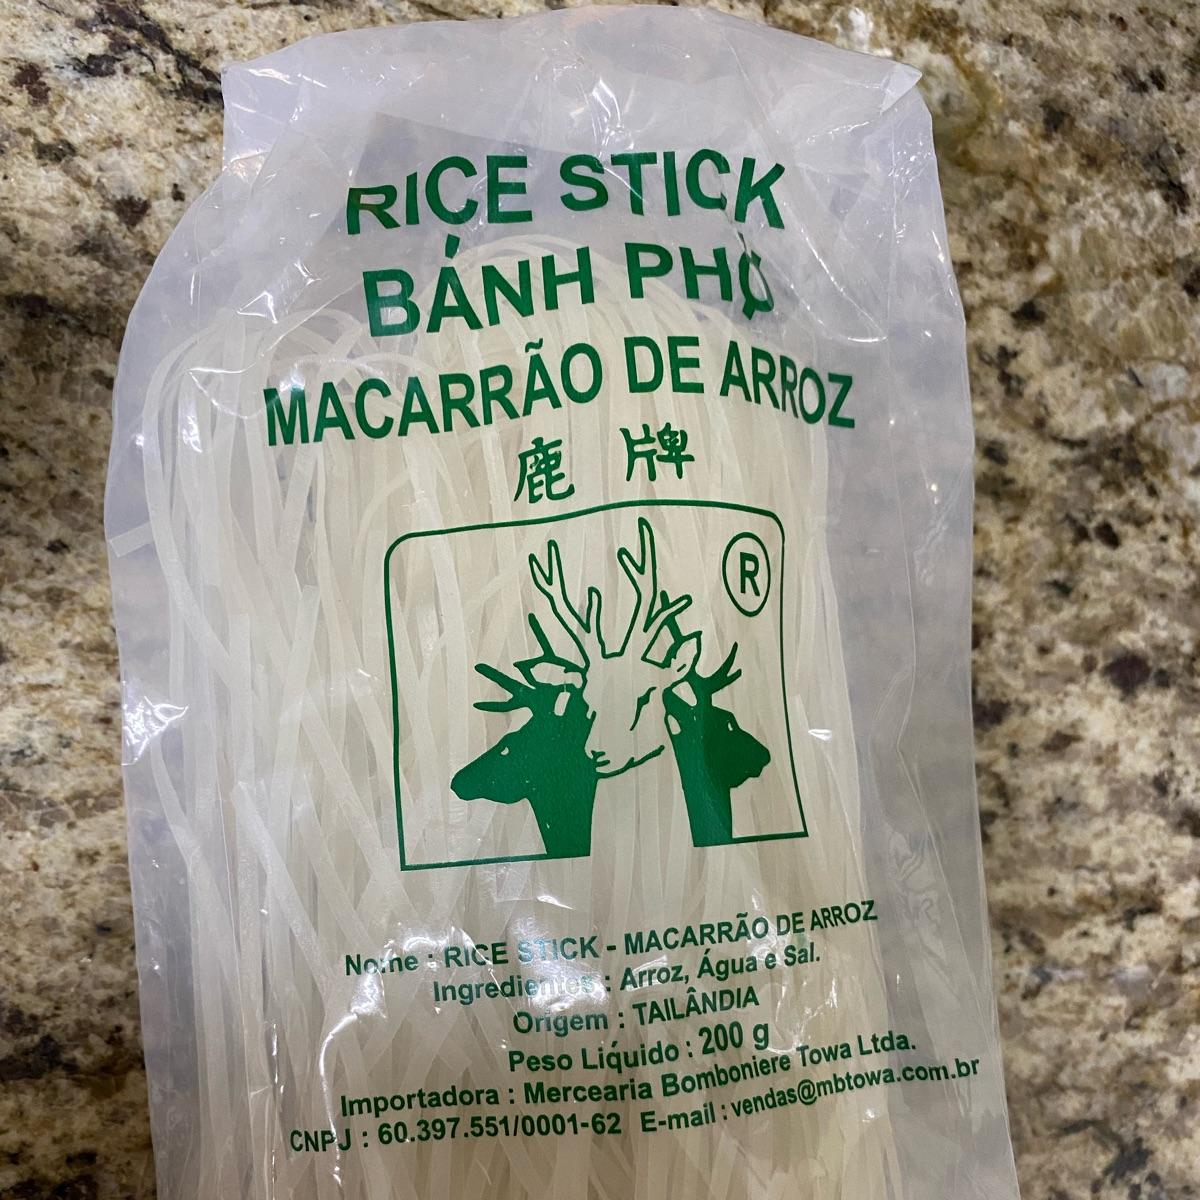 RICE STICK
BÁNH PHỞ
MACARRÃO DE ARROZ
鹿 牌
®
Nome : RICE STICK - MACARRÃO DE ARROZ
Ingredientes : Arroz, Água e Sal.
Origem : TAILÂNDIA
Peso Líquido : 200 g
Importadora : Mercearia Bomboniere Towa Ltda.
CNPJ : 60.397.551/0001-62 E-mail : vendas@mbtowa.com.br